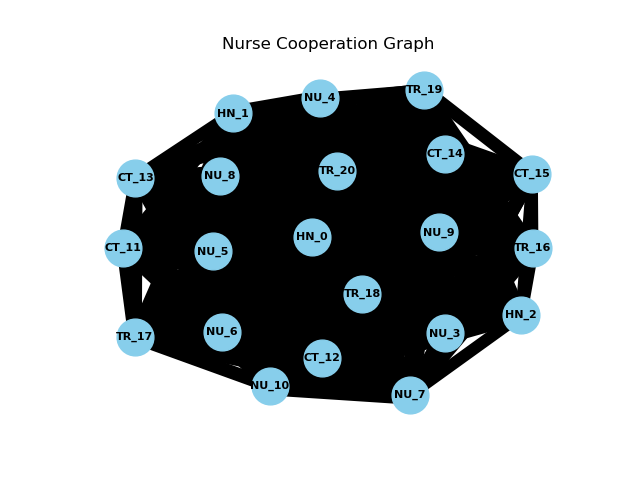 Nurse Cooperation Graph
TR_19
NU_4
HN_1
CT_14
TR_20
CT_15
NU_8
CT_13
NU_9
HN_0
CT_11
TR_16
NU_5
TR_18
HN_2
NU_6
NU_3
TR_17
CT_12
NU_10
NU_7